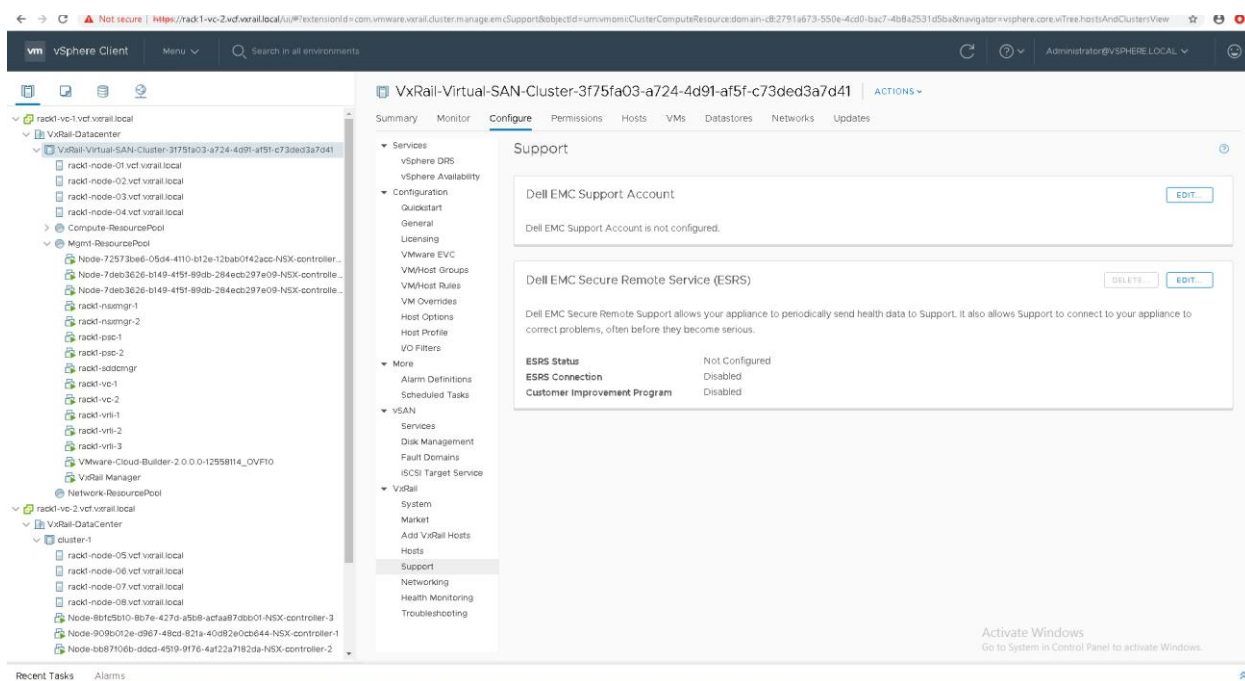 Not secure | https://rack1-vc-2.vcf.vxrail.local/ui/#?extensionId=com.vmware.vxrail.cluster.manage.emcSupport&objectId=urn:vmomi:ClusterComputeResource:domain-c8:2791a673-550e-4cd0-bac7-4b8a2531d5ba&navigator=vsphere.core.viTree.hostsAndClustersView
vm vSphere Client Menu Search in all environments Administrator@VSPHERE.LOCAL
VxRail-Virtual-SAN-Cluster-3f75fa03-a724-4d91-af5f-c73ded3a7d41 ACTIONS
Summary Monitor Configure Permissions Hosts VMs Datastores Networks Updates
rack1-vc-1.vcf.vxrail.local
VxRail-Datacenter
VxRail-Virtual-SAN-Cluster-3f75fa03-a724-4d91-af5f-c73ded3a7d41
rack1-node-01.vcf.vxrail.local
rack1-node-02.vcf.vxrail.local
rack1-node-03.vcf.vxrail.local
rack1-node-04.vcf.vxrail.local
Compute-ResourcePool
Mgmt-ResourcePool
Node-72573be6-05d4-4110-b12e-12bab0f42acc-NSX-controller...
Node-7deb3626-b149-4f5f-89db-284ecb297e09-NSX-controlle...
Node-7deb3626-b149-4f5f-89db-284ecb297e09-NSX-controlle...
rack1-nsxmgr-1
rack1-nsxmgr-2
rack1-psc-1
rack1-psc-2
rack1-sddcmgr
rack1-vc-1
rack1-vc-2
rack1-vrli-1
rack1-vrli-2
rack1-vrli-3
VMware-Cloud-Builder-2.0.0.0-12558114_OVF10
VxRail Manager
Network-ResourcePool
rack1-vc-2.vcf.vxrail.local
VxRail-DataCenter
cluster-1
rack1-node-05.vcf.vxrail.local
rack1-node-06.vcf.vxrail.local
rack1-node-07.vcf.vxrail.local
rack1-node-08.vcf.vxrail.local
Node-8bfc5b10-8b7e-427d-a5b8-acfaa87dbb01-NSX-controller-3
Node-909b012e-d967-48cd-821a-40d82e0cb644-NSX-controller-1
Node-bb87f06b-ddcd-4519-9f76-4af22a7182da-NSX-controller-2
Services
vSphere DRS
vSphere Availability
Configuration
Quickstart
General
Licensing
VMware EVC
VM/Host Groups
VM/Host Rules
VM Overrides
Host Options
Host Profile
I/O Filters
More
Alarm Definitions
Scheduled Tasks
vSAN
Services
Disk Management
Fault Domains
iSCSI Target Service
VxRail
System
Market
Add VxRail Hosts
Hosts
Support
Networking
Health Monitoring
Troubleshooting
Support
Dell EMC Support Account EDIT...
Dell EMC Support Account is not configured.
Dell EMC Secure Remote Service (ESRS) DELETE... EDIT...
Dell EMC Secure Remote Support allows your appliance to periodically send health data to Support. It also allows Support to connect to your appliance to
correct problems, often before they become serious.
ESRS Status Not Configured
ESRS Connection Disabled
Customer Improvement Program Disabled
Activate Windows
Go to System in Control Panel to activate Windows.
Recent Tasks Alarms